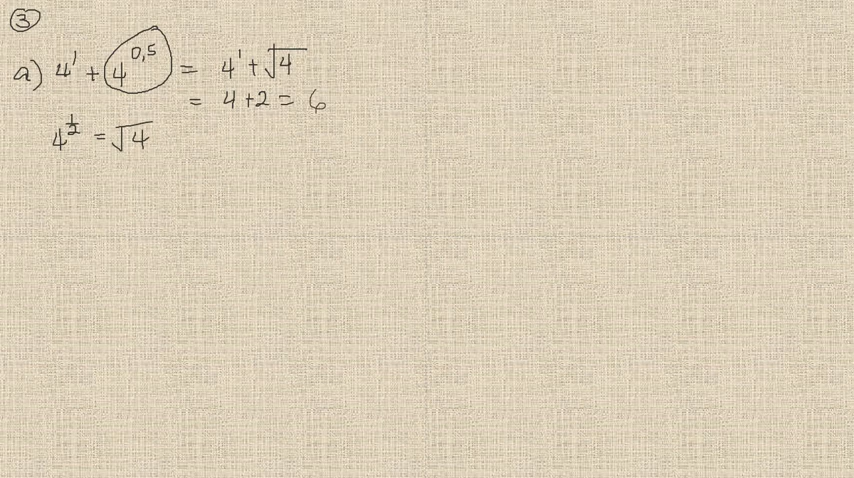 ③
a) 4¹ + 4^0,5 = 4¹ + √4
= 4 + 2 = 6
4^½ = √4